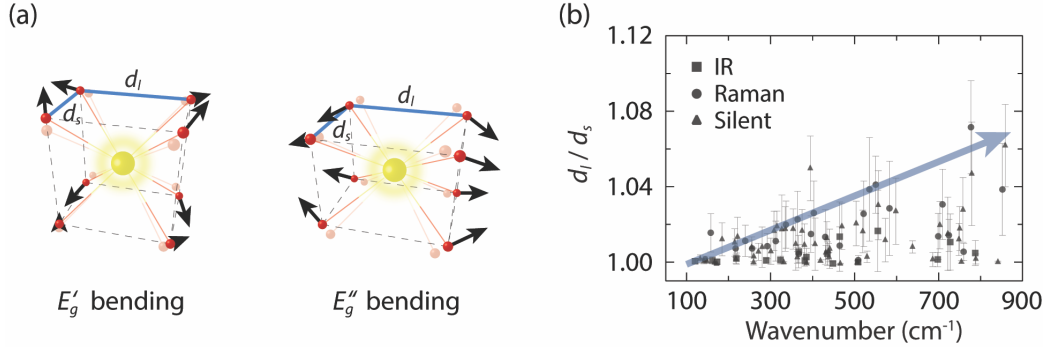 (a)
d_l
d_s
E_g′ bending
d_l
d_s
E_g″ bending
(b)
1.12
1.08
1.04
1.00
d_l / d_s
IR
Raman
Silent
100 300 500 700 900
Wavenumber (cm⁻¹)